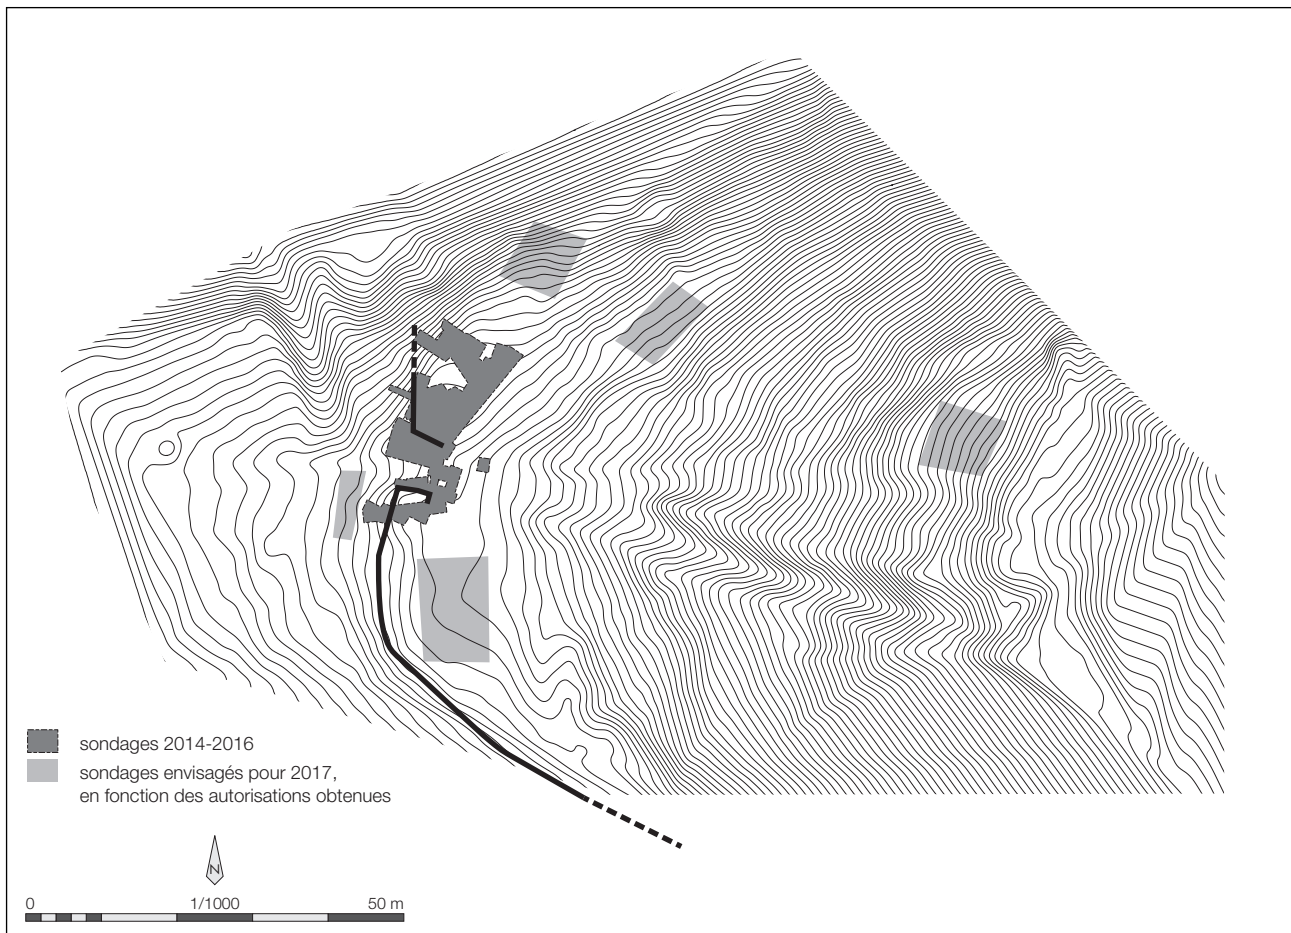 sondages 2014-2016
sondages envisagés pour 2017,
en fonction des autorisations obtenues
N
0 1/1000 50 m